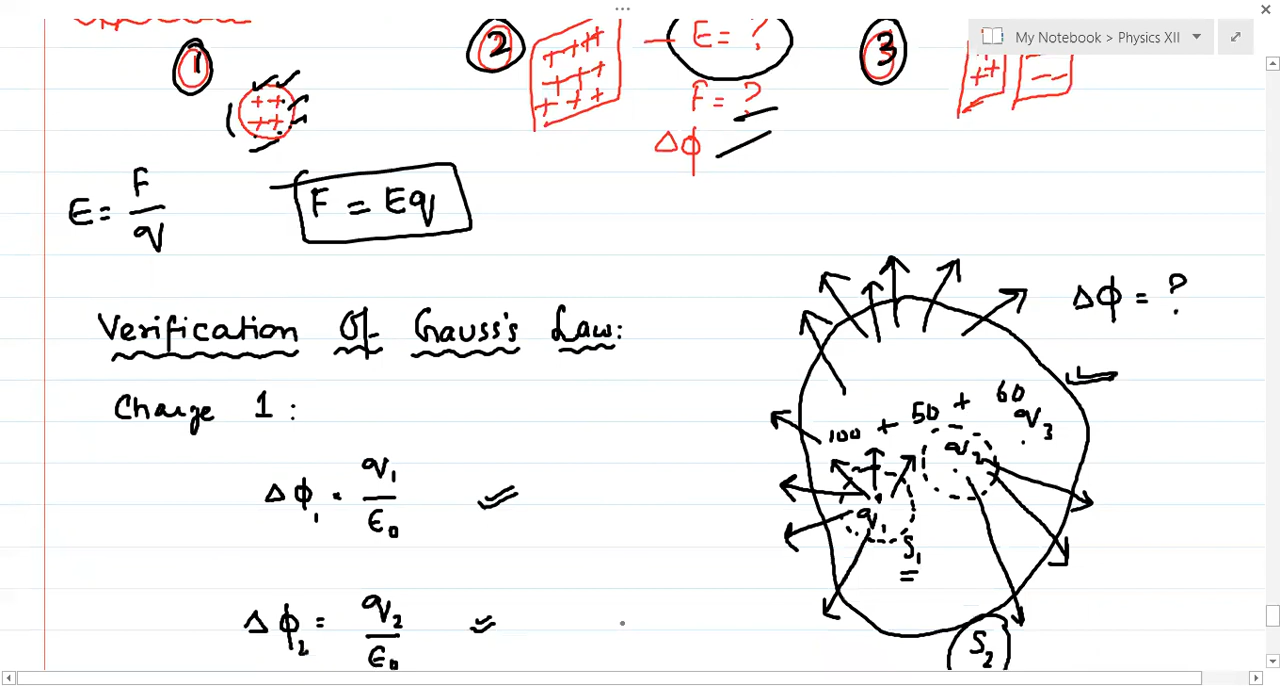 My Notebook > Physics XII
1
2
E = ?
3
+ +
+ +
+ + +
+ + +
+ + +
+ +
- -
F = ?
Δϕ
E = F/q
F = Eq
Δϕ = ?
Verification Of Gauss's Law:
Charge 1:
100 + 50 + 60
q3
q2
q1
S1
Δϕ1 = q1/ε0
Δϕ2 = q2/ε0
S2